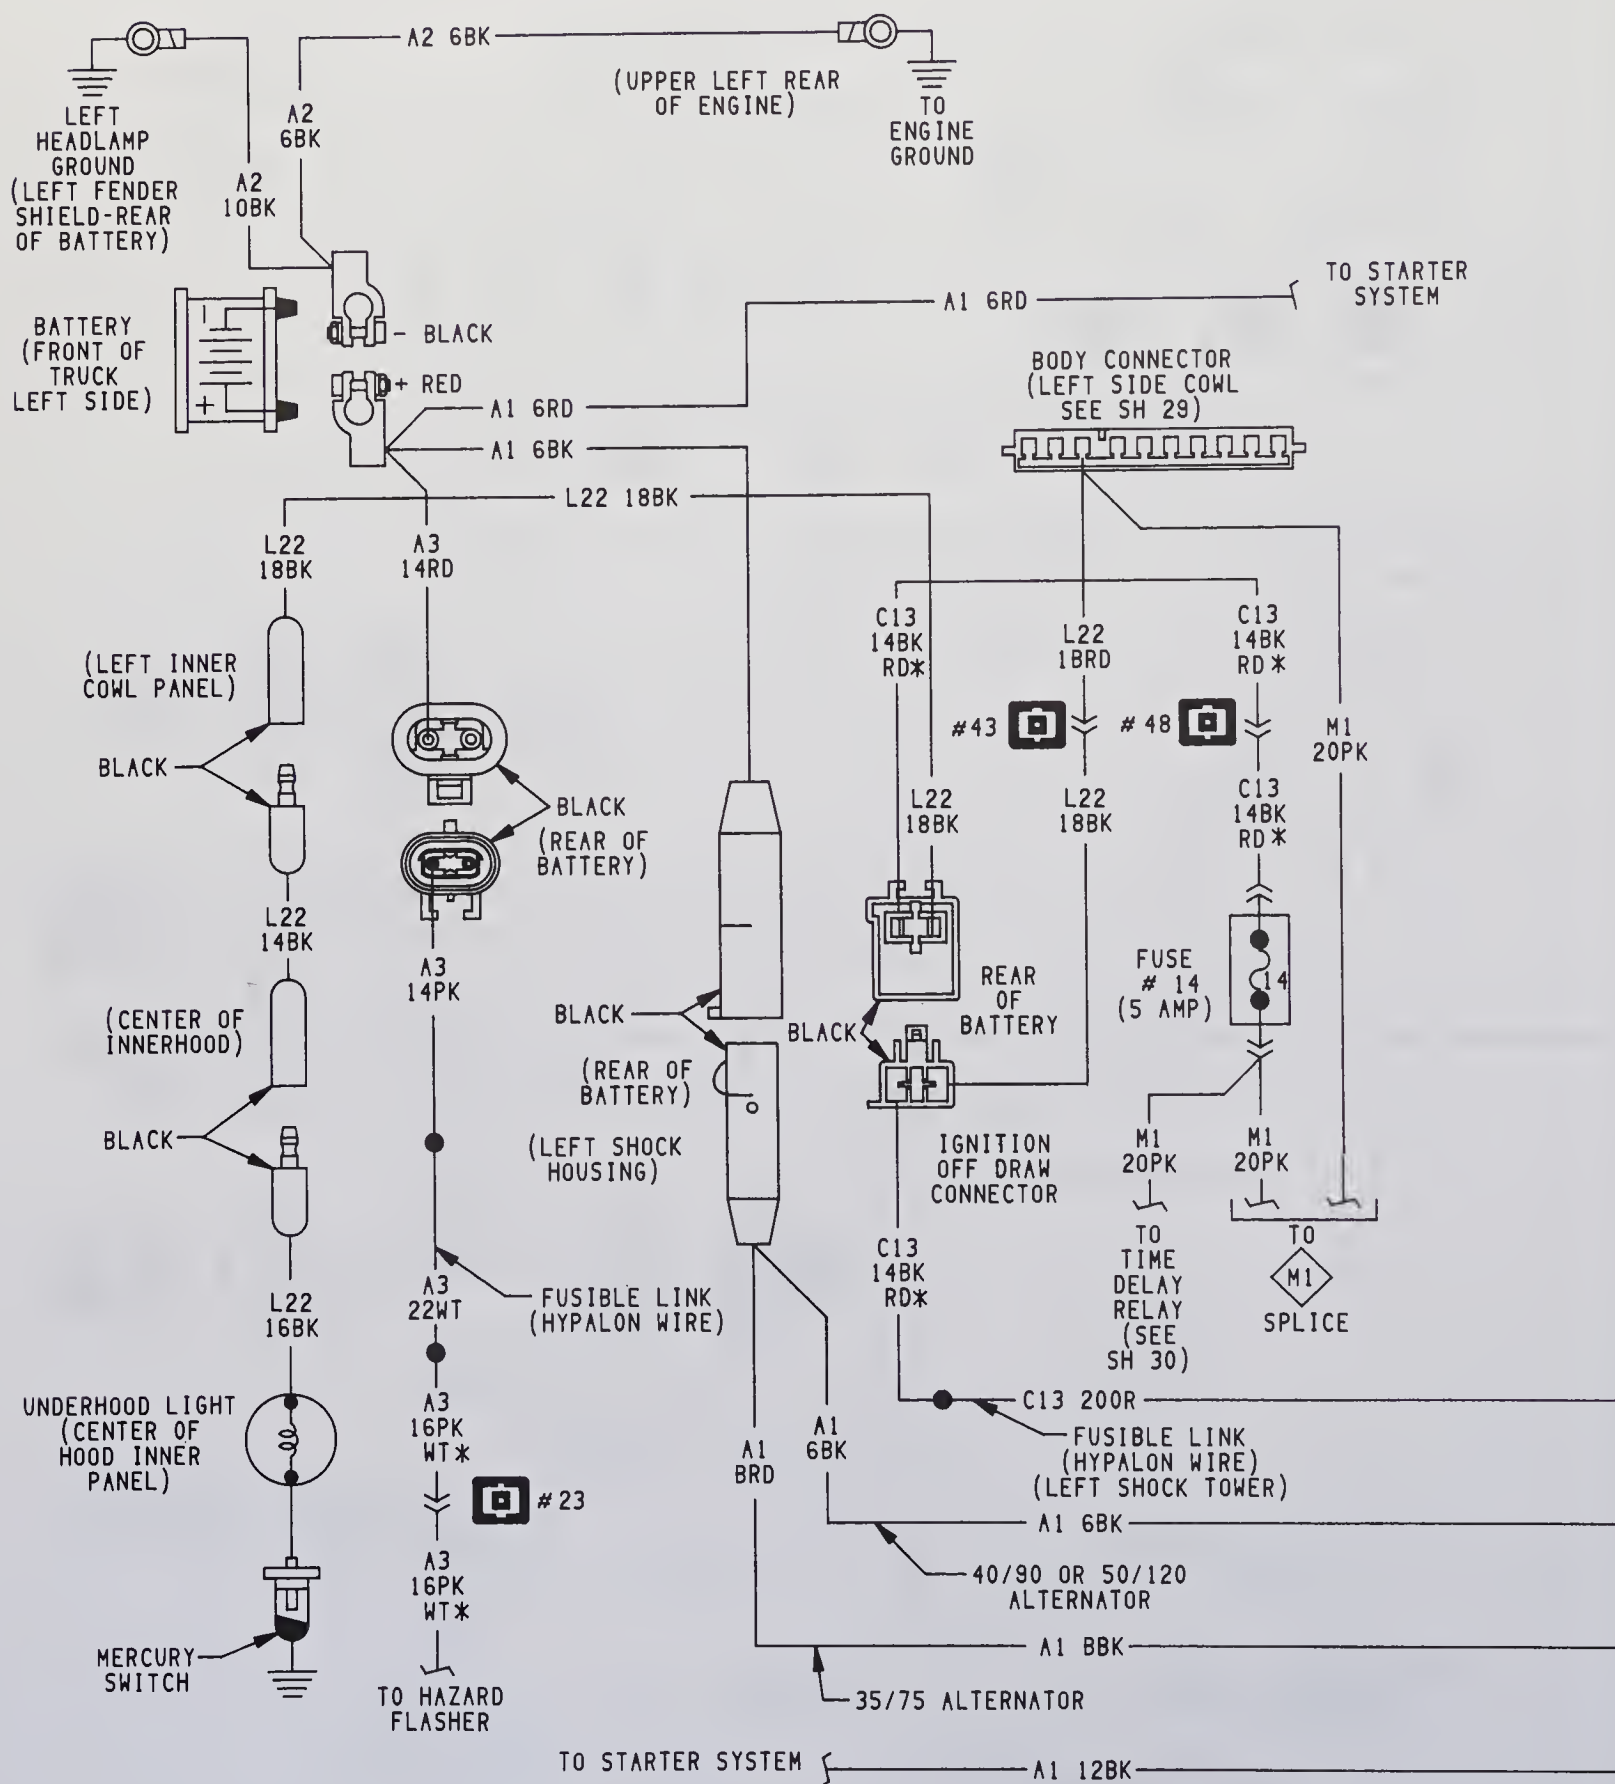 A2 6BK
(UPPER LEFT REAR
OF ENGINE)
TO
ENGINE
GROUND
LEFT
HEADLAMP
GROUND
(LEFT FENDER
SHIELD-REAR
OF BATTERY)
A2
6BK
A2
10BK
BATTERY
(FRONT OF
TRUCK
LEFT SIDE)
- BLACK
+ RED
A1 6RD
TO STARTER
SYSTEM
A1 6RD
A1 6BK
BODY CONNECTOR
(LEFT SIDE COWL
SEE SH 29)
L22 18BK
L22
18BK
A3
14RD
C13
14BK
RD*
L22
1BRD
C13
14BK
RD*
(LEFT INNER
COWL PANEL)
BLACK
BLACK
(REAR OF
BATTERY)
#43
#48
M1
20PK
L22
18BK
L22
18BK
C13
14BK
RD*
L22
14BK
A3
14PK
(CENTER OF
INNERHOOD)
BLACK
BLACK
(REAR OF
BATTERY)
(LEFT SHOCK
HOUSING)
BLACK
REAR
OF
BATTERY
FUSE
# 14
(5 AMP)
14
IGNITION
OFF DRAW
CONNECTOR
M1
20PK
M1
20PK
TO
TIME
DELAY
RELAY
(SEE
SH 30)
TO
M1
SPLICE
C13
14BK
RD*
L22
16BK
A3
22WT
FUSIBLE LINK
(HYPALON WIRE)
UNDERHOOD LIGHT
(CENTER OF
HOOD INNER
PANEL)
A3
16PK
WT*
#23
A3
16PK
WT*
MERCURY
SWITCH
TO HAZARD
FLASHER
A1
BRD
A1
6BK
C13 200R
FUSIBLE LINK
(HYPALON WIRE)
(LEFT SHOCK TOWER)
A1 6BK
40/90 OR 50/120
ALTERNATOR
A1 BBK
35/75 ALTERNATOR
TO STARTER SYSTEM
A1 12BK